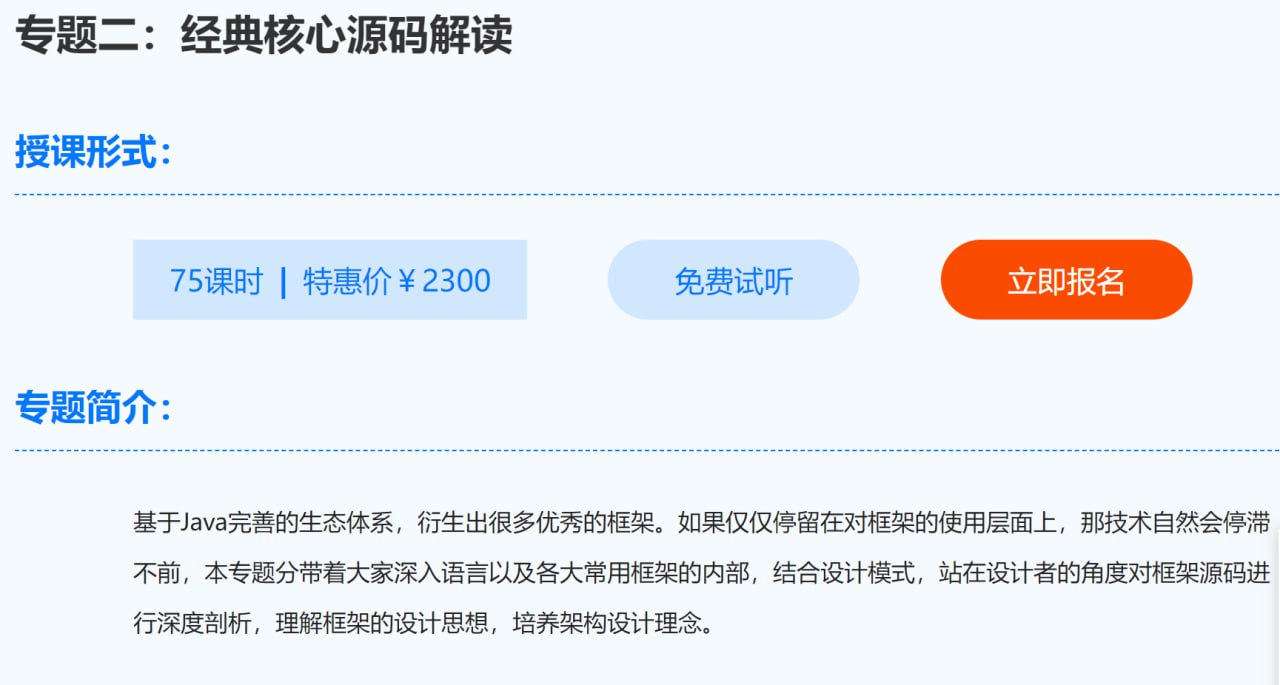 专题二：经典核心源码解读
授课形式：
75课时 | 特惠价￥2300
免费试听
立即报名
专题简介：
基于Java完善的生态体系，衍生出很多优秀的框架。如果仅仅停留在对框架的使用层面上，那技术自然会停滞
不前，本专题分带着大家深入语言以及各大常用框架的内部，结合设计模式，站在设计者的角度对框架源码进
行深度剖析，理解框架的设计思想，培养架构设计理念。